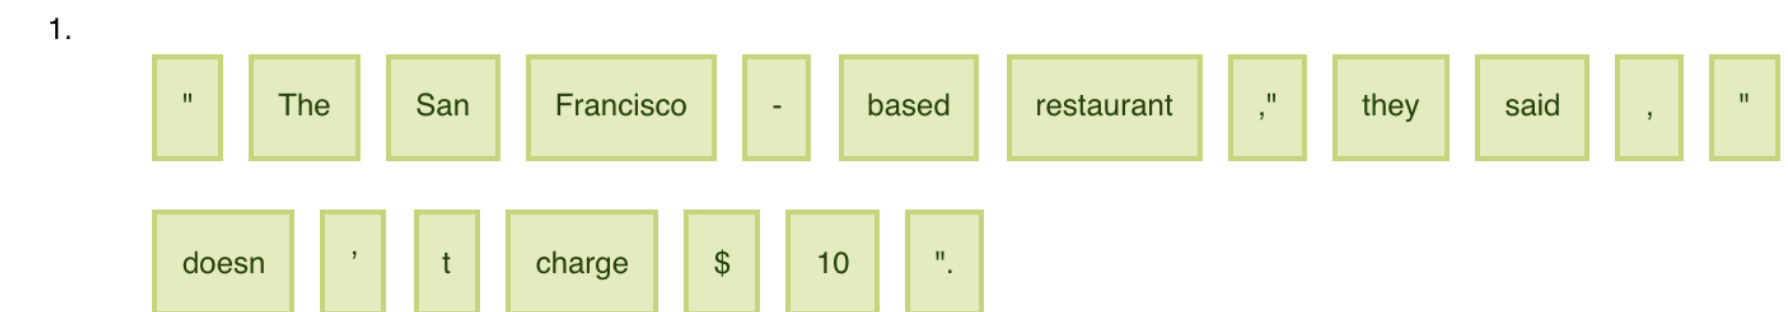 1.
" The San Francisco - based restaurant ," they said , "
doesn ’ t charge $ 10 ".